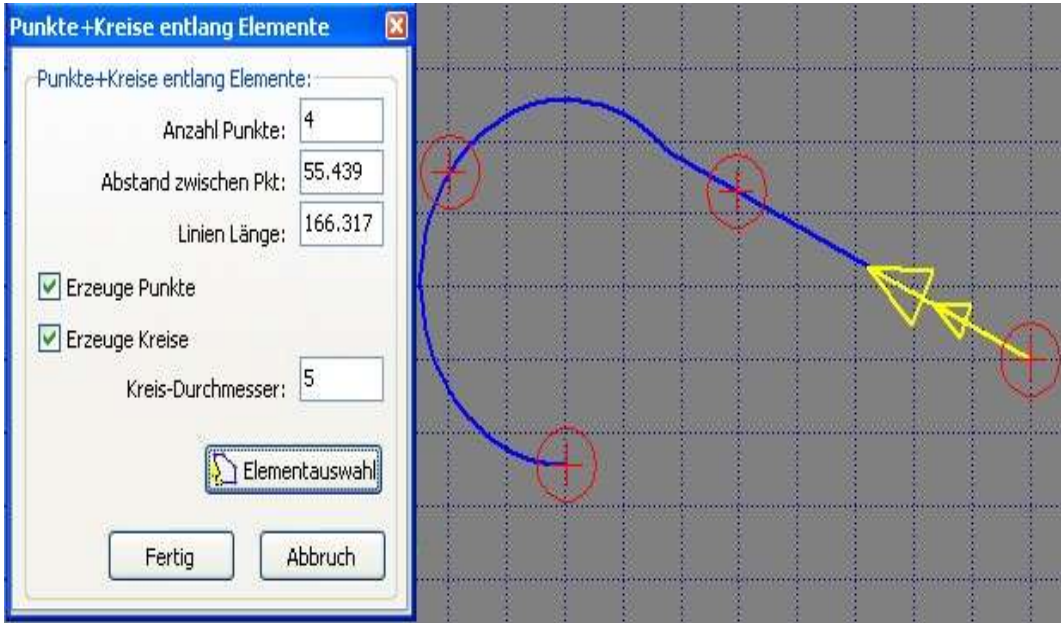 Punkte+Kreise entlang Elemente
Punkte+Kreise entlang Elemente:
Anzahl Punkte: 4
Abstand zwischen Pkt: 55.439
Linien Länge: 166.317
Erzeuge Punkte
Erzeuge Kreise
Kreis-Durchmesser: 5
Elementauswahl
Fertig Abbruch